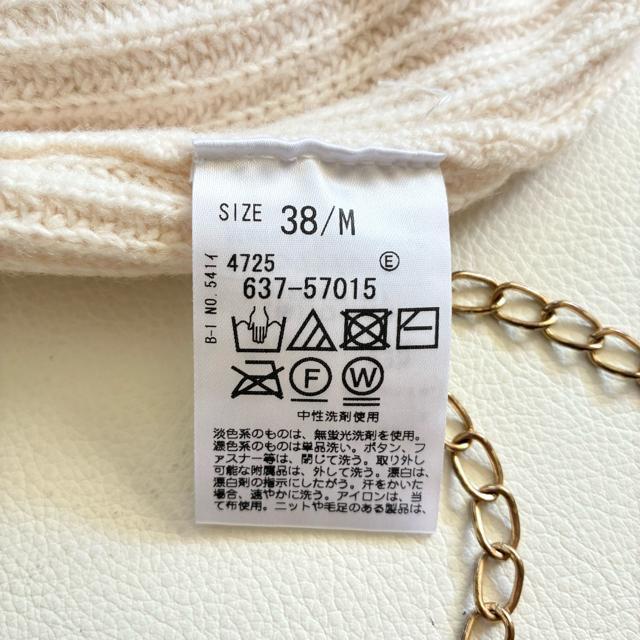 SIZE 38/M
B-I NO.5414
4725 Ⓔ
637-57015
Ⓕ Ⓦ
中性洗剤使用
淡色系のものは、無蛍光洗剤を使用。
濃色系のものは単品洗い。ボタン、フ
ァスナー等は、閉じて洗う。取り外し
可能な附属品は、外して洗う。漂白は、
漂白剤の指示にしたがう。汗をかいた
場合、速やかに洗う。アイロンは、当
て布使用。ニットや毛足のある製品は、